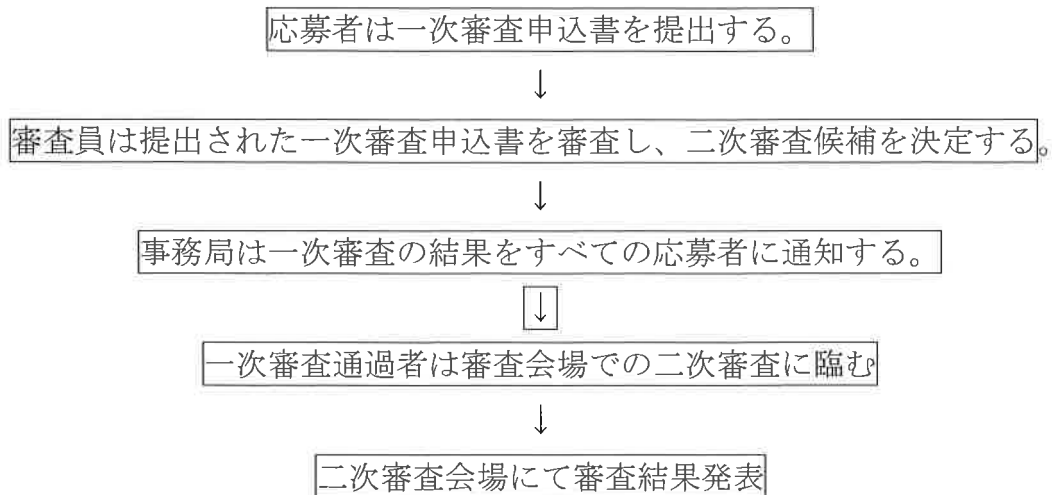 応募者は一次審査申込書を提出する。
↓
審査員は提出された一次審査申込書を審査し、二次審査候補を決定する。
↓
事務局は一次審査の結果をすべての応募者に通知する。
↓
一次審査通過者は審査会場での二次審査に臨む
↓
二次審査会場にて審査結果発表